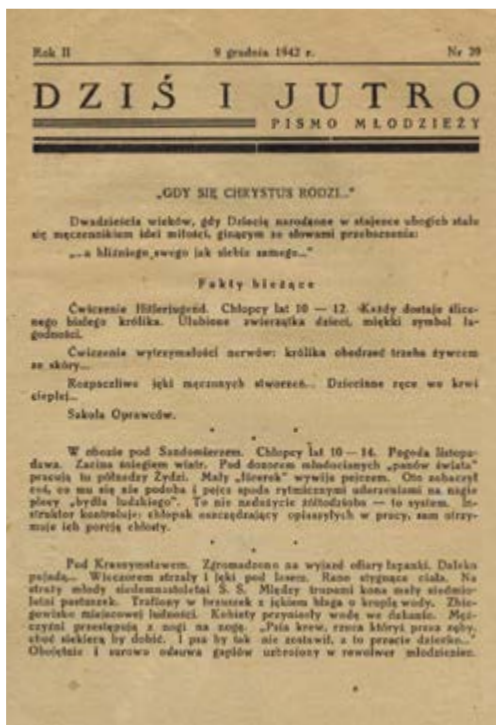 Rok II 9 grudnia 1942 r. Nr 39
DZIŚ I JUTRO
PISMO MŁODZIEŻY
„GDY SIĘ CHRYSTUS RODZI..."
Dwadzieścia wieków, gdy Dziecię narodzone w stajence ubogich stało
się męczennikiem idei miłości, ginącym ze słowami przebaczenia:
„...a bliźniego swego jak siebie samego..."
Fakty bieżące
Ćwiczenie Hitlerjugend. Chłopcy lat 10 — 12. Każdy dostaje ślicz-
nego białego królika. Ulubione zwierzątka dzieci, miękki symbol ła-
godności.
Ćwiczenie wytrzymałości nerwów: królika obedrzeć trzeba żywcem
ze skóry...
Rozpaczliwe jęki męczonych stworzeń... Dziecinne ręce we krwi
ciepłej...
Szkoła Oprawców.
W obozie pod Sandomierzem. Chłopcy lat 10 — 14. Pogoda listopa-
dowa. Zacina śniegiem wiatr. Pod dozorem młodocianych „panów świata"
pracują tu półnadzy Żydzi. Mały „fürerek" wywija pejczem. Oto zobaczył
coś, co mu się nie podoba i pejcz spada rytmicznymi uderzeniami na nagie
plecy „bydła ludzkiego". To nie nadużycie żółtodzioba — to system. In-
struktor kontroluje: chłopak oszczędzający opieszałych w pracy, sam otrzy-
muje ich porcję chłosty.
Pod Krasnymstawem. Zgromadzono na wyjazd ofiary łapanki. Daleko
pojadą... Wieczorem strzały i jęki pod lasem. Rano stygnące ciała. Na
straży młody siedemnastoletni S. S. Między trupami kona mały siedmio-
letni pastuszek. Trafiony w brzuszek z jękiem błaga o kroplę wody. Zbie-
gowisko miejscowej ludności. Kobiety przyniosły wodę we dzbanie. Męż-
czyźni przestępują z nogi na nogę. „Psia krew, rzecze któryś przez zęby,
choć siekierą by dobić. I psa by tak nie zostawił, a to przecie dziecko..."
Obojętnie i surowo odsuwa gapiów uzbrojony w rewolwer młodzieniec.